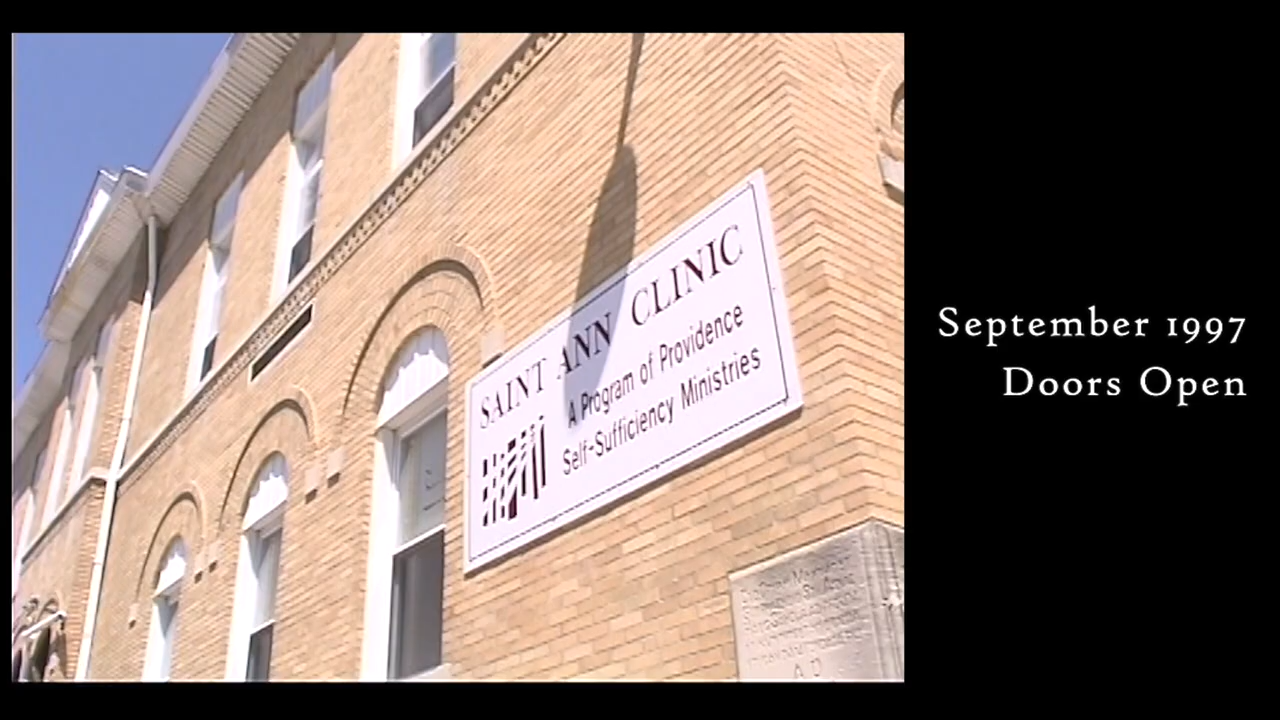 SAINT ANN CLINIC
A Program of Providence
Self-Sufficiency Ministries
A D
September 1997
Doors Open